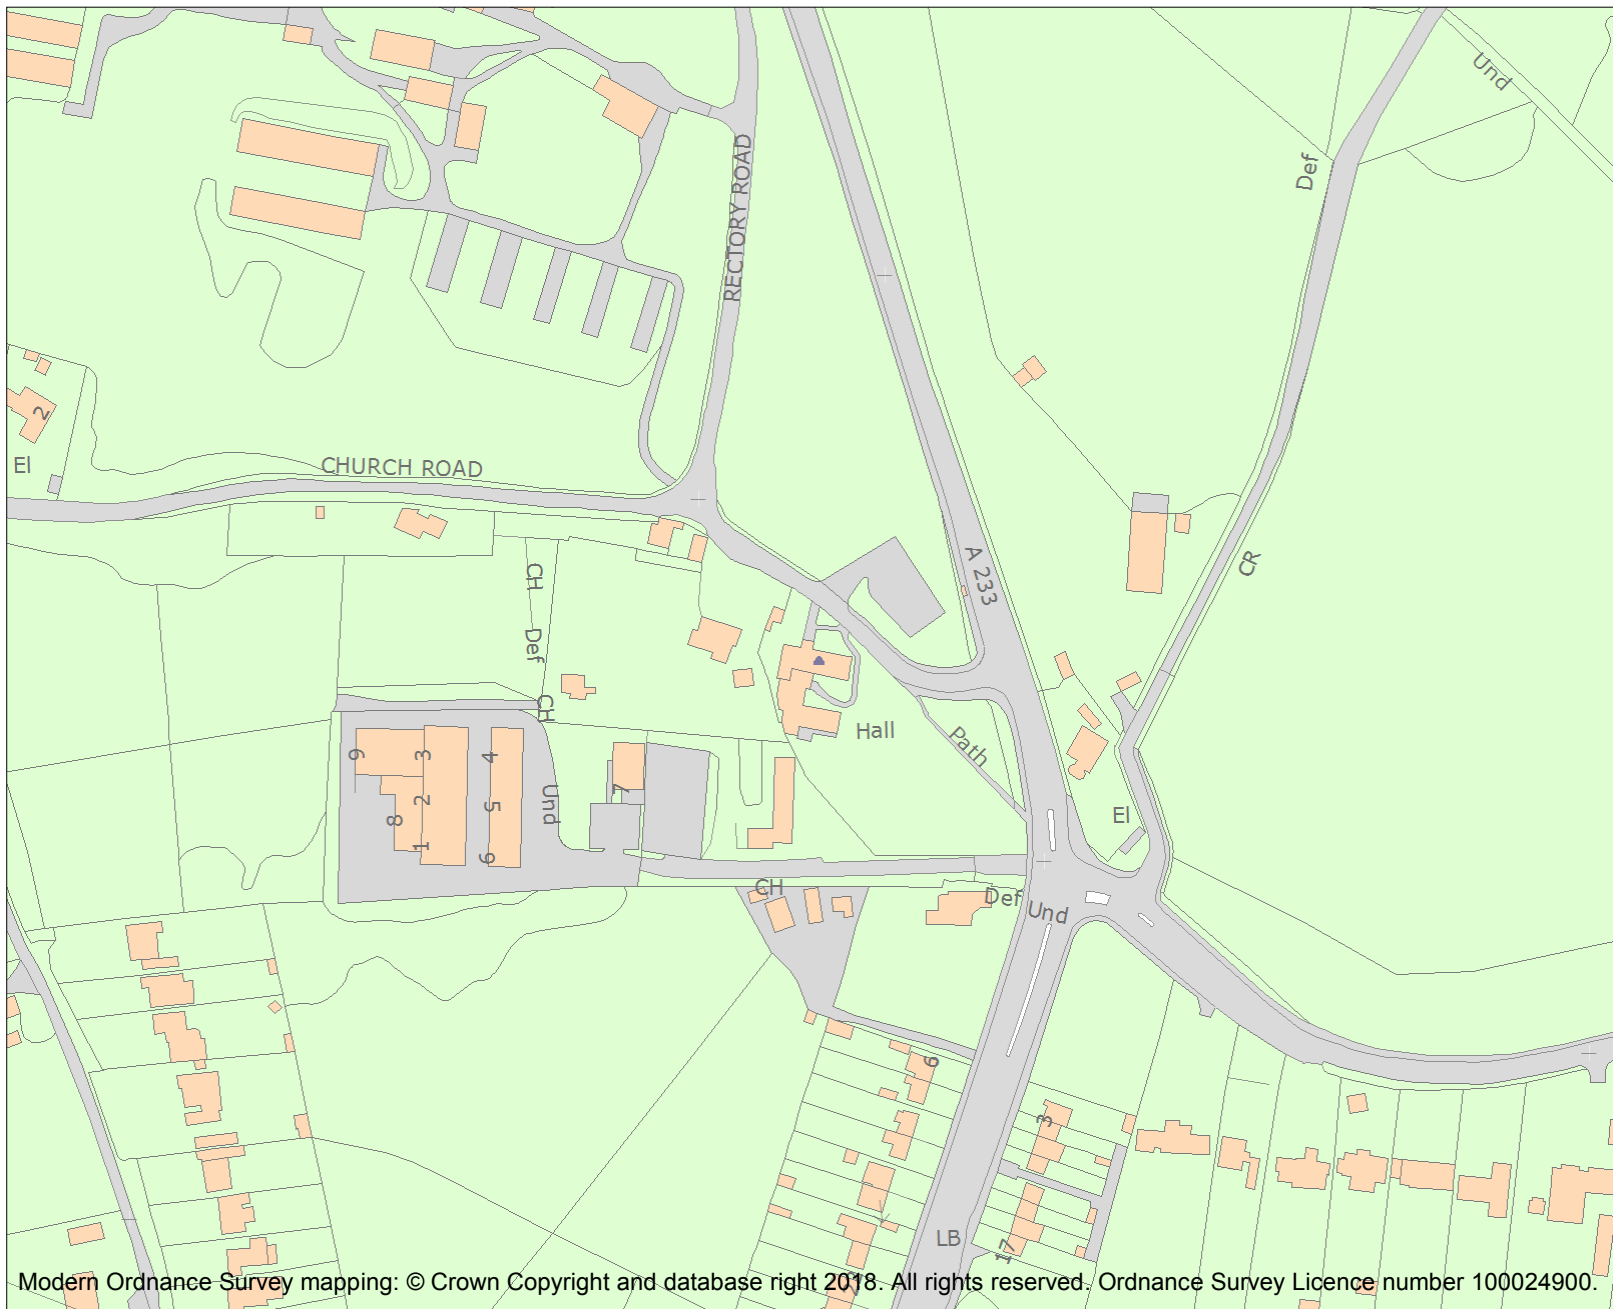 Und
RECTORY ROAD
Def
2
El
CHURCH ROAD
A 233
CR
CH
Def
CH
Hall
Path
9
3
4
2
5
7
8
1
6
Und
El
CH
Def
Und
6
3
LB
17
Modern Ordnance Survey mapping: © Crown Copyright and database right 2018. All rights reserved. Ordnance Survey Licence number 100024900.